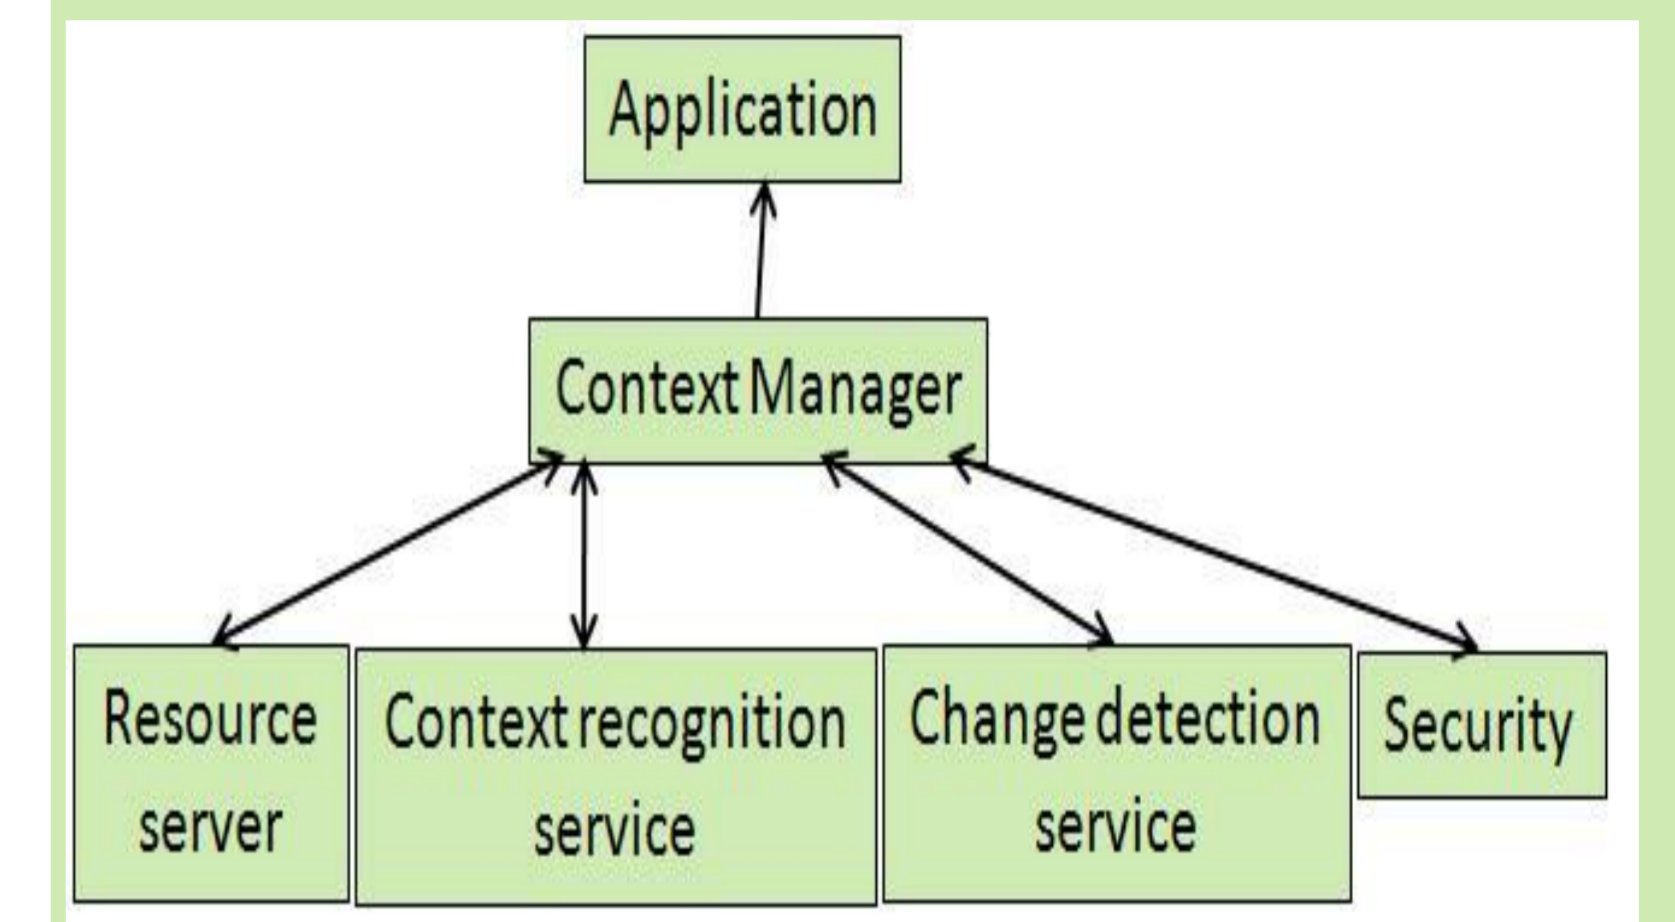 Application
Context Manager
Resource
server
Context recognition
service
Change detection
service
Security